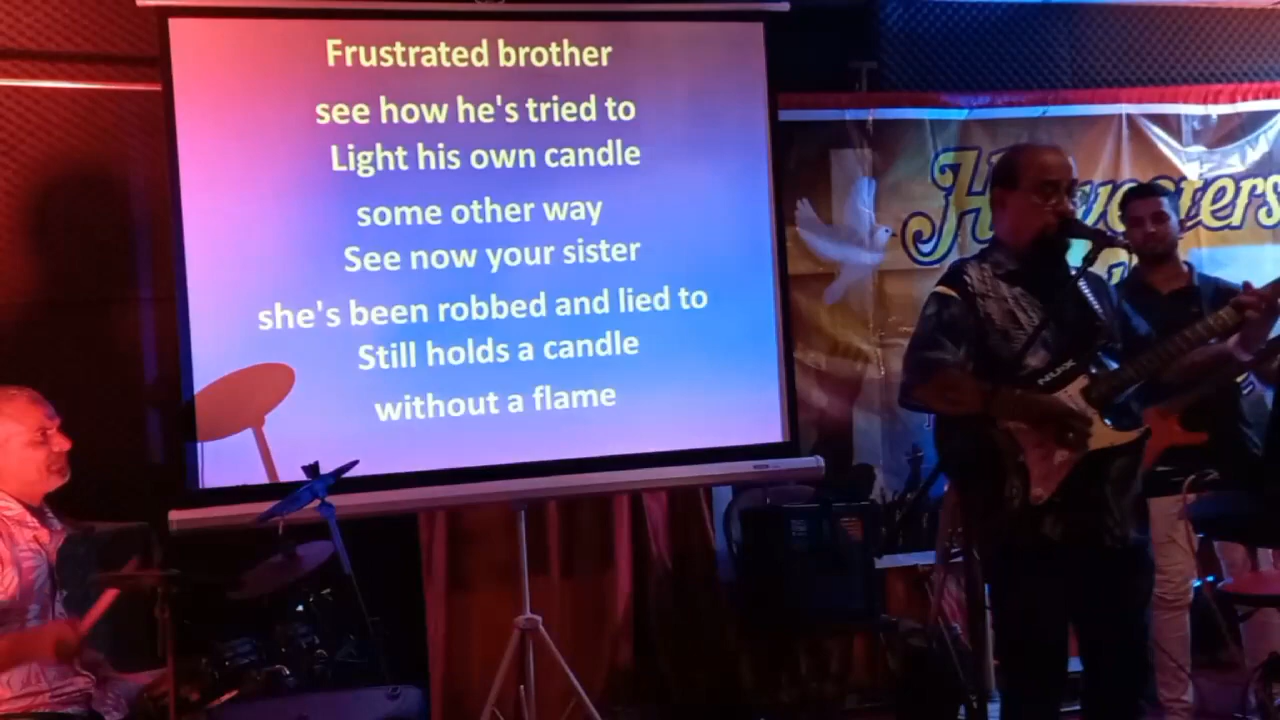 Frustrated brother
see how he's tried to
Light his own candle
some other way
See now your sister
she's been robbed and lied to
Still holds a candle
without a flame
NUX